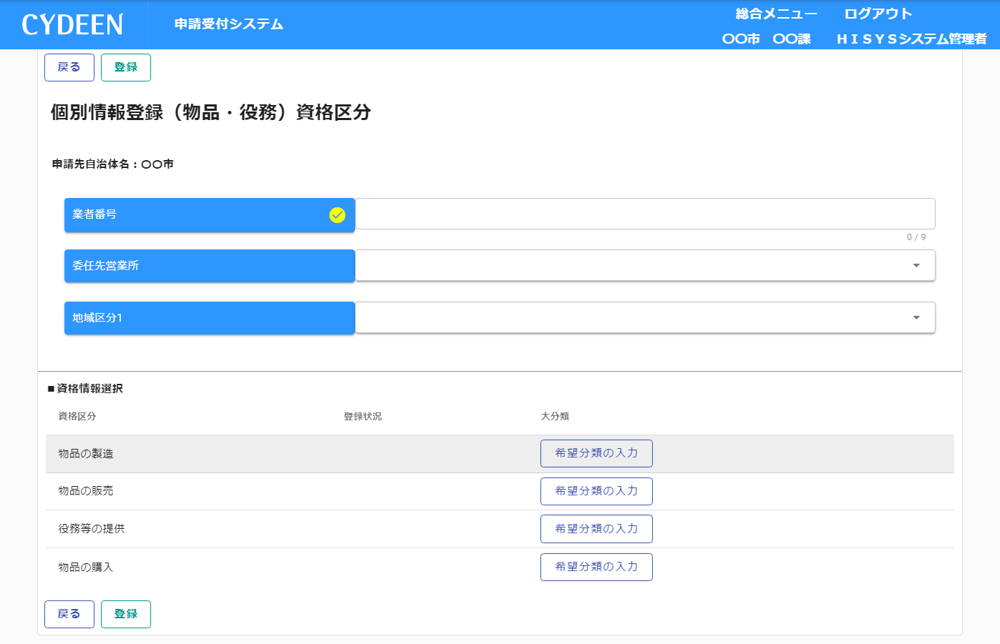 CYDEEN
申請受付システム
総合メニュー ログアウト
〇〇市 〇〇課 ＨＩＳＹＳシステム管理者
戻る 登録
個別情報登録（物品・役務）資格区分
申請先自治体名：〇〇市
業者番号
0 / 9
委任先営業所
地域区分1
■資格情報選択
資格区分 登録状況 大分類
物品の製造 希望分類の入力
物品の販売 希望分類の入力
役務等の提供 希望分類の入力
物品の購入 希望分類の入力
戻る 登録